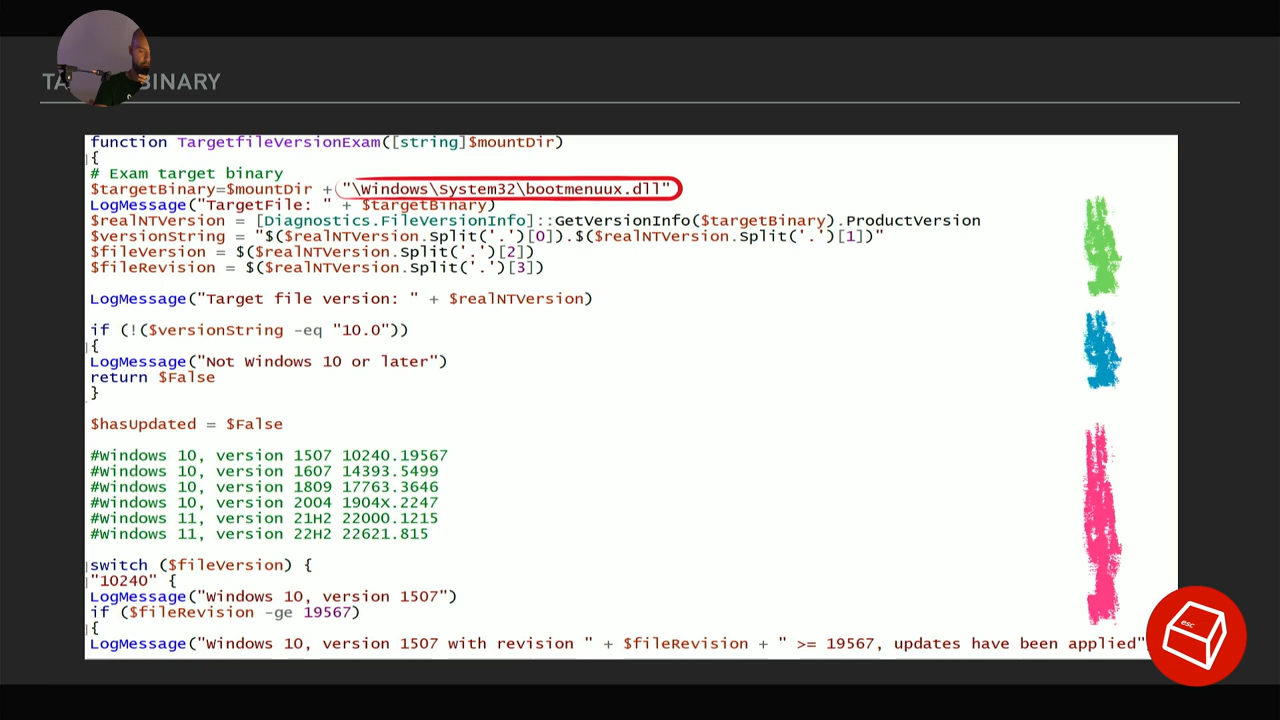 BINARY
function TargetfileVersionExam([string]$mountDir)
{
# Exam target binary
$targetBinary=$mountDir + "\Windows\System32\bootmenuux.dll"
LogMessage("TargetFile: " + $targetBinary)
$realNTVersion = [Diagnostics.FileVersionInfo]::GetVersionInfo($targetBinary).ProductVersion
$versionString = "$($realNTVersion.Split('.')[0]).$($realNTVersion.Split('.')[1])"
$fileVersion = $($realNTVersion.Split('.')[2])
$fileRevision = $($realNTVersion.Split('.')[3])
LogMessage("Target file version: " + $realNTVersion)
if (!($versionString -eq "10.0"))
{
LogMessage("Not Windows 10 or later")
return $False
}
$hasUpdated = $False
#Windows 10, version 1507 10240.19567
#Windows 10, version 1607 14393.5499
#Windows 10, version 1809 17763.3646
#Windows 10, version 2004 1904X.2247
#Windows 11, version 21H2 22000.1215
#Windows 11, version 22H2 22621.815
switch ($fileVersion) {
"10240" {
LogMessage("Windows 10, version 1507")
if ($fileRevision -ge 19567)
{
LogMessage("Windows 10, version 1507 with revision " + $fileRevision + " >= 19567, updates have been applied"
esc